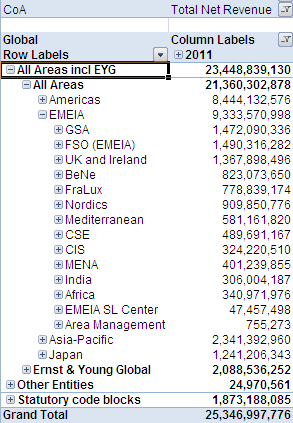 CoA Total Net Revenue
Global Column Labels
Row Labels 2011
All Areas incl EYG 23,448,839,130
All Areas 21,360,302,878
Americas 8,444,132,576
EMEIA 9,333,570,998
GSA 1,472,090,336
FSO (EMEIA) 1,490,316,282
UK and Ireland 1,367,898,496
BeNe 823,073,650
FraLux 778,839,174
Nordics 909,850,776
Mediterranean 581,161,820
CSE 489,691,167
CIS 324,220,510
MENA 401,239,855
India 306,004,187
Africa 340,971,976
EMEIA SL Center 47,457,498
Area Management 755,273
Asia-Pacific 2,341,392,960
Japan 1,241,206,343
Ernst & Young Global 2,088,536,252
Other Entities 24,970,561
Statutory code blocks 1,873,188,085
Grand Total 25,346,997,776